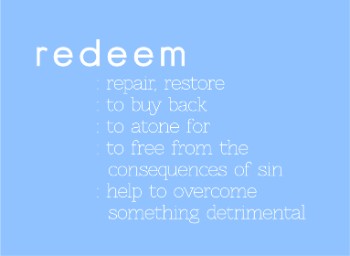 redeem
: repair, restore
: to buy back
: to atone for
: to free from the
consequences of sin
: help to overcome
something detrimental